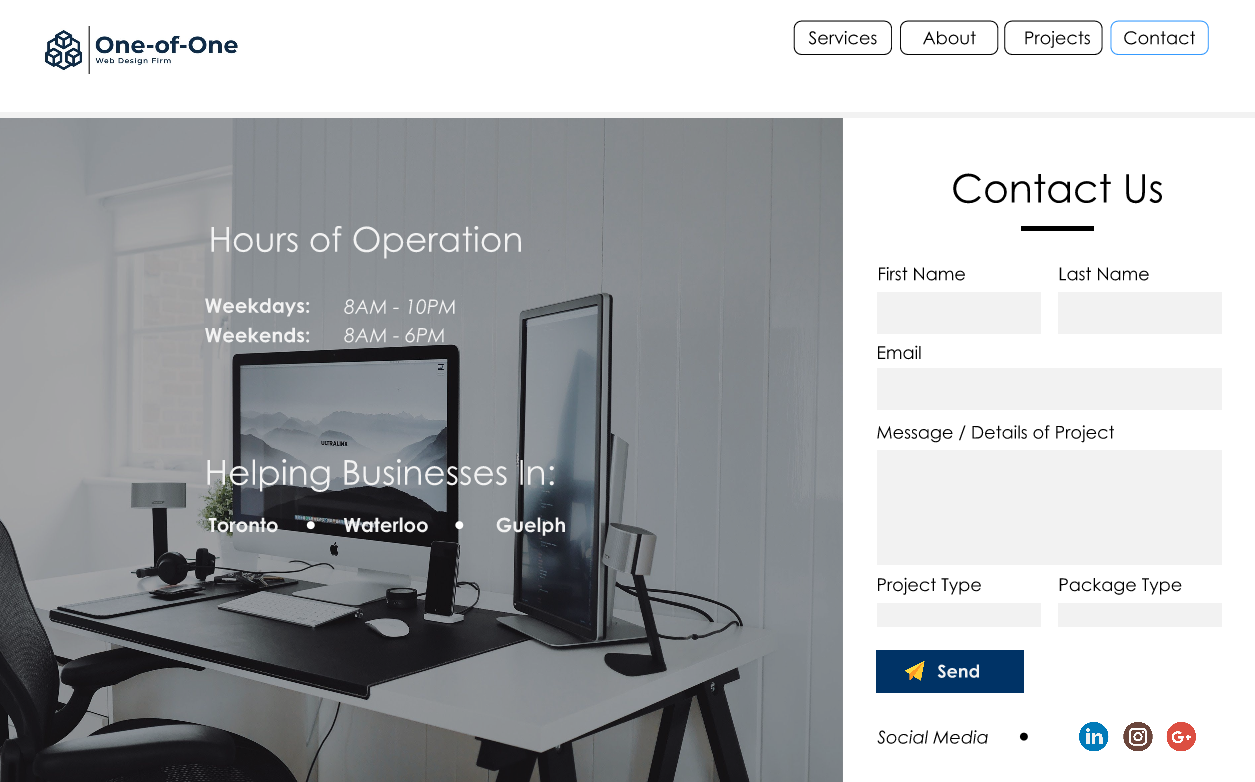 One-of-One
Web Design Firm
Services
About
Projects
Contact
Hours of Operation
Weekdays: 8AM - 10PM
Weekends: 8AM - 6PM
ULTRALINX
Helping Businesses In:
Toronto • Waterloo • Guelph
Contact Us
First Name
Last Name
Email
Message / Details of Project
Project Type
Package Type
Send
Social Media •
in
G+